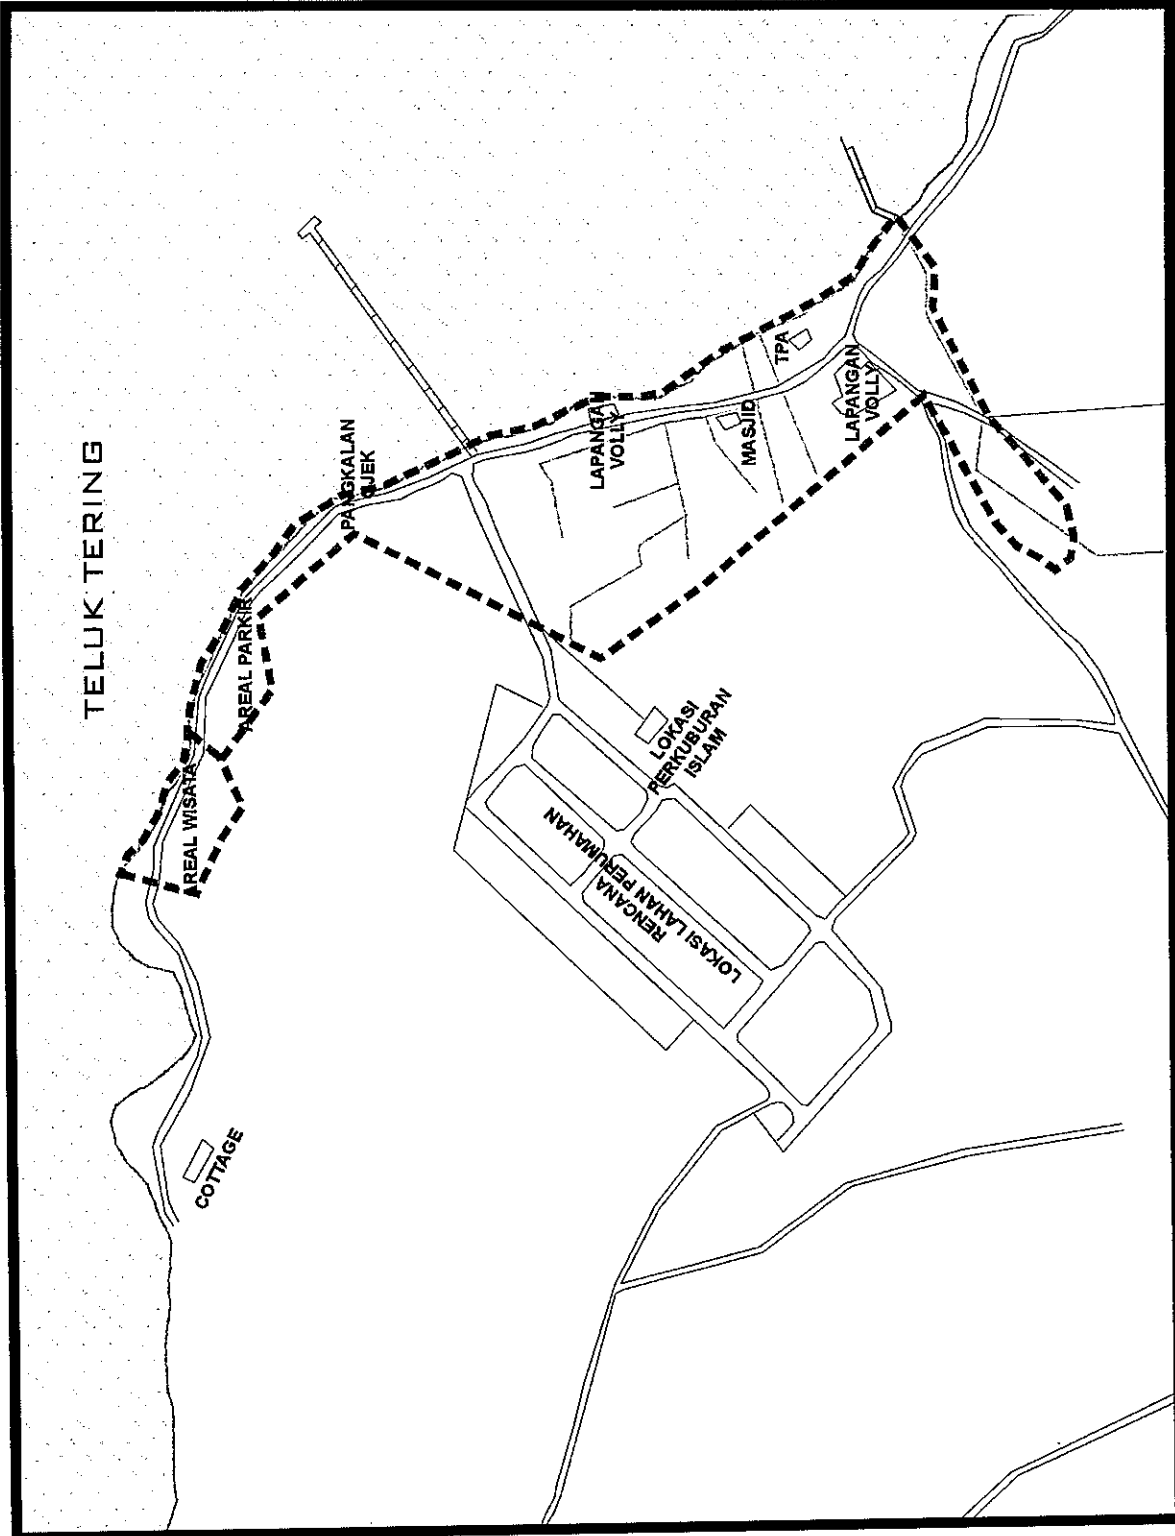 TELUK TERING
COTTAGE
AREAL WISATA
AREAL PARKIR
PANGKALAN
OJEK
LAPANGAN
VOLLY
MASJID
TPA
LAPANGAN
VOLLY
LOKASI
PERKUBURAN
ISLAM
RENCANA
LOKASI LAHAN PERUMAHAN